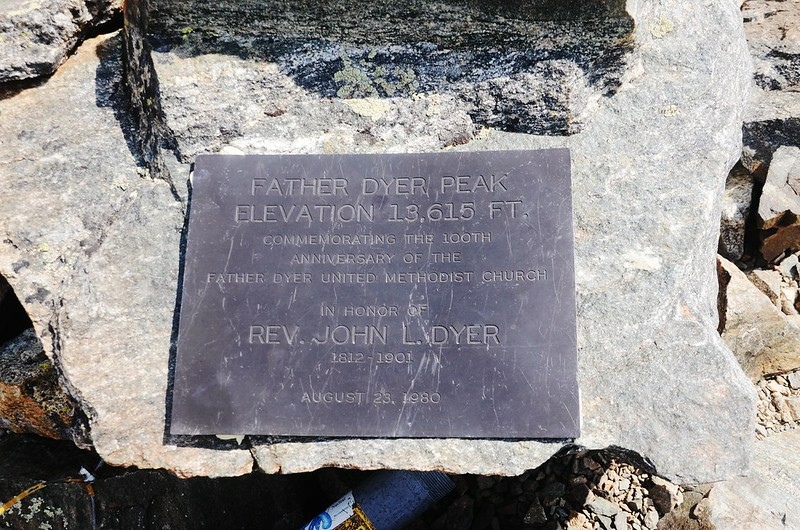 FATHER DYER PEAK
ELEVATION 13,615 FT.
COMMEMORATING THE 100TH
ANNIVERSARY OF THE
FATHER DYER UNITED METHODIST CHURCH
IN HONOR OF
REV. JOHN L. DYER
1812-1901
AUGUST 23, 1980